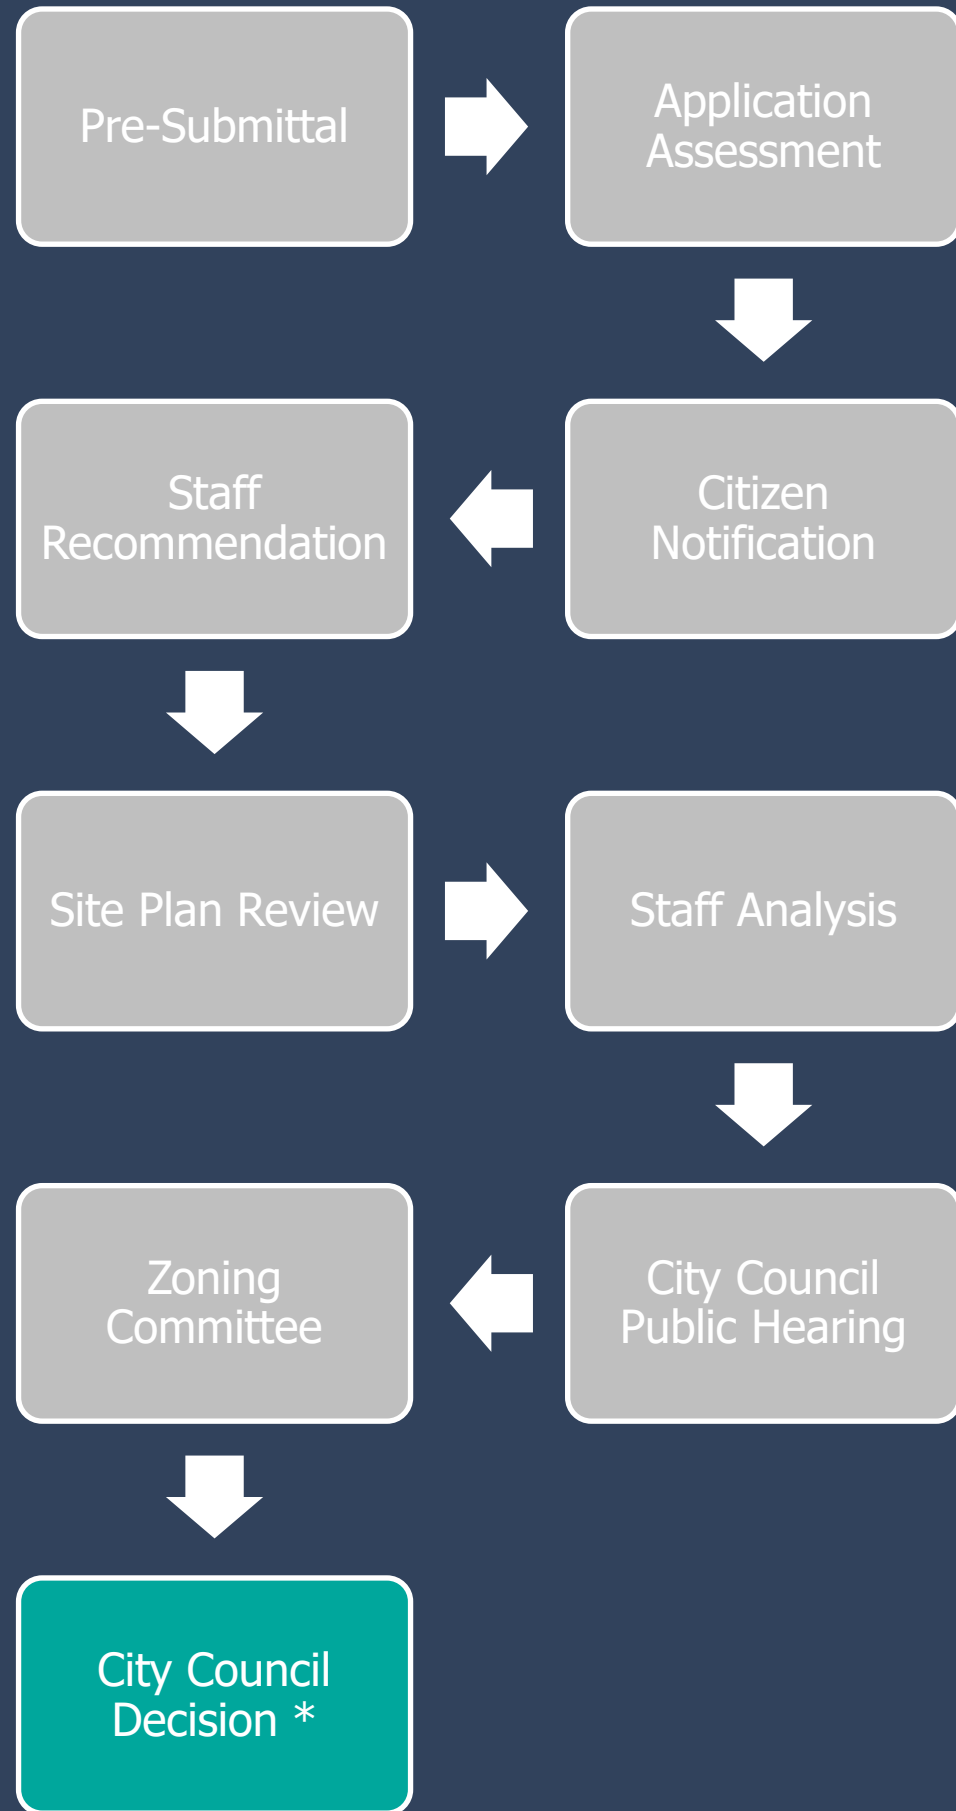 Pre-Submittal
Application
Assessment
Citizen
Notification
Staff
Recommendation
Site Plan Review
Staff Analysis
City Council
Public Hearing
Zoning
Committee
City Council
Decision *